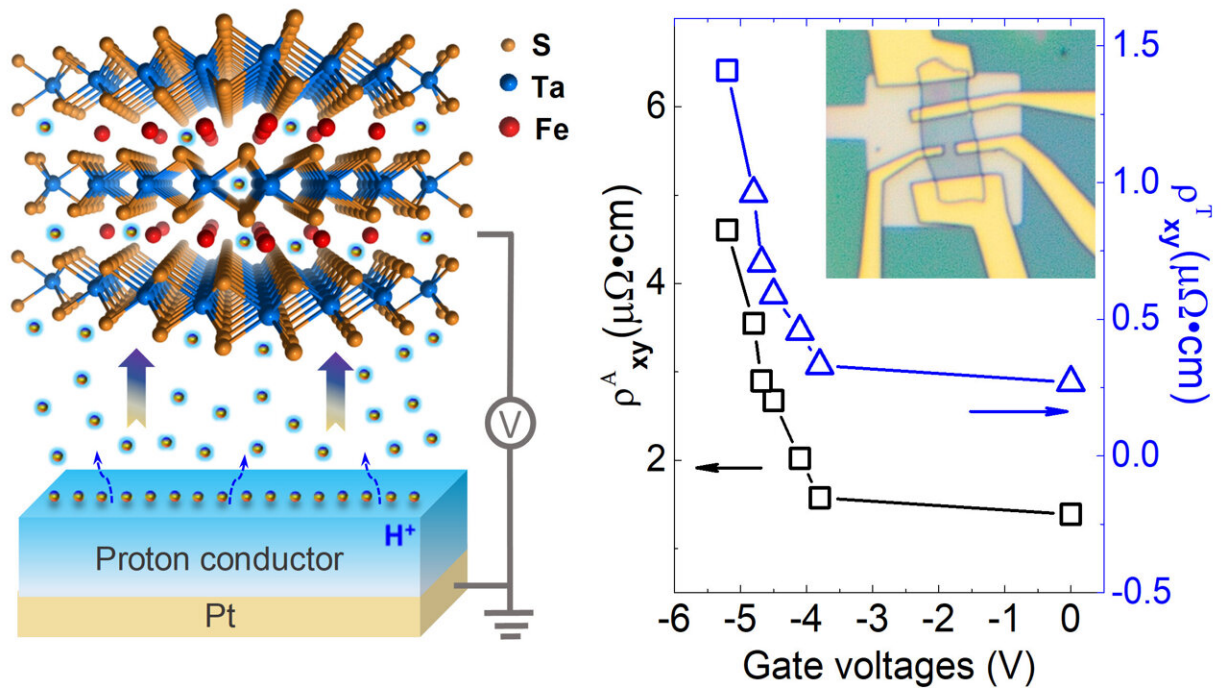 S
Ta
Fe
V
H⁺
Proton conductor
Pt
ρᴬxy(μΩ•cm)
6
4
2
1.5
1.0
0.5
0.0
-0.5
ρᵀxy(μΩ•cm)
-6 -5 -4 -3 -2 -1 0
Gate voltages (V)